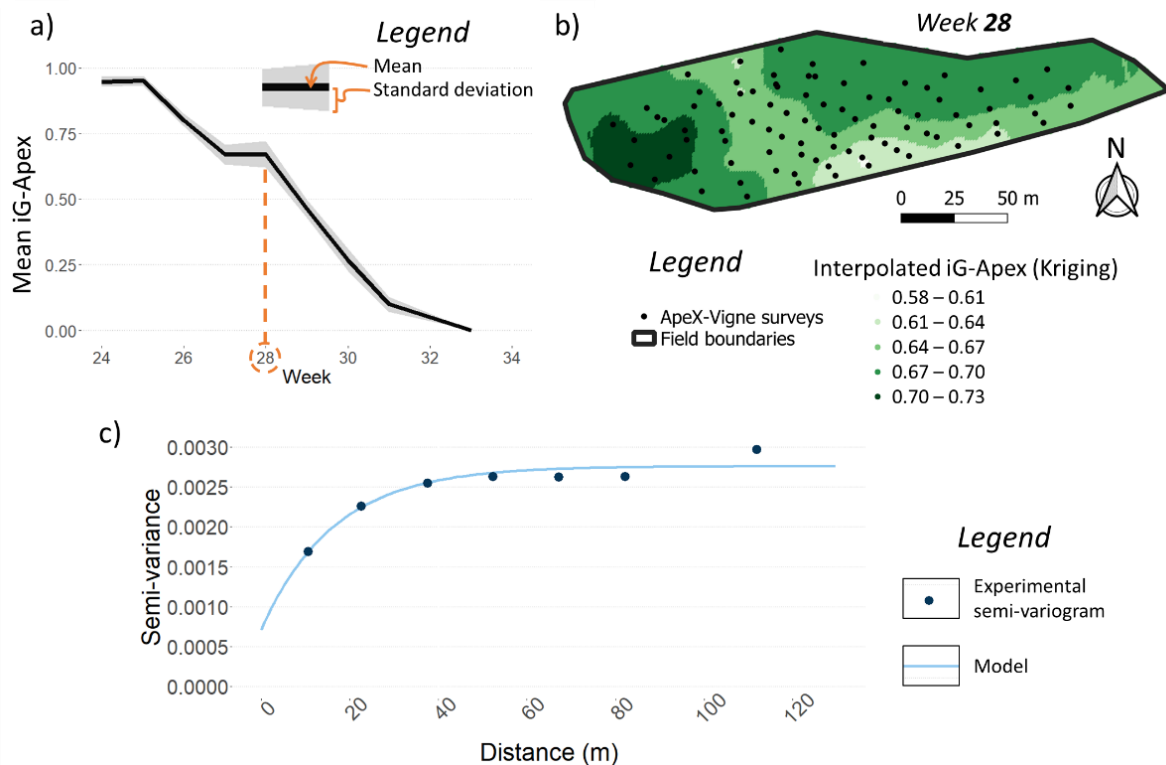 a)
Legend
Mean
Standard deviation
1.00
0.75
0.50
0.25
0.00
Mean iG-Apex
24
26
28
30
32
34
Week
b)
Week 28
N
0 25 50 m
Legend
ApeX-Vigne surveys
Field boundaries
Interpolated iG-Apex (Kriging)
0.58 – 0.61
0.61 – 0.64
0.64 – 0.67
0.67 – 0.70
0.70 – 0.73
c)
Semi-variance
0.0030
0.0025
0.0020
0.0010
0.0010
0.0005
0.0000
0
20
40
60
80
100
120
Distance (m)
Legend
Experimental
semi-variogram
Model